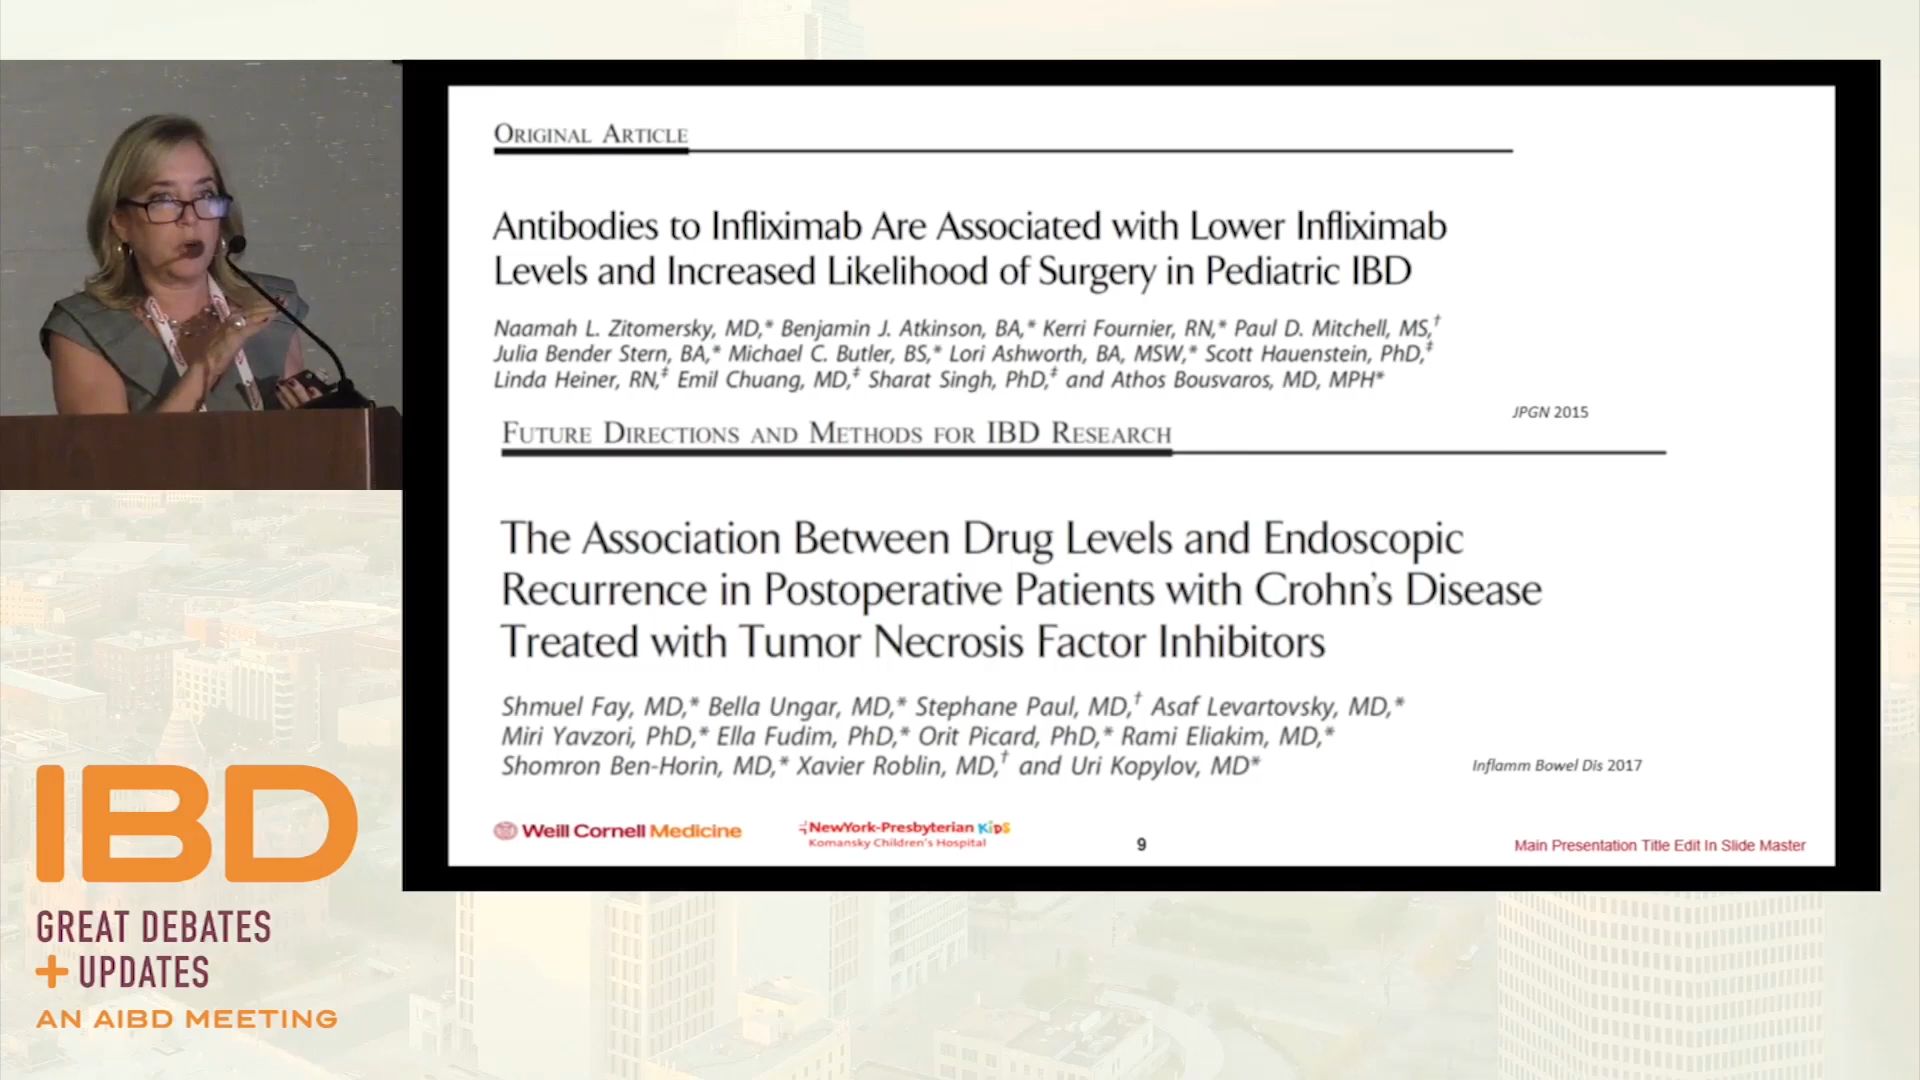 ORIGINAL ARTICLE
Antibodies to Infliximab Are Associated with Lower Infliximab
Levels and Increased Likelihood of Surgery in Pediatric IBD
Naamah L. Zitomersky, MD,* Benjamin J. Atkinson, BA,* Kerri Fournier, RN,* Paul D. Mitchell, MS,†
Julia Bender Stern, BA,* Michael C. Butler, BS,* Lori Ashworth, BA, MSW,* Scott Hauenstein, PhD,‡
Linda Heiner, RN,‡ Emil Chuang, MD,‡ Sharat Singh, PhD,‡ and Athos Bousvaros, MD, MPH*
JPGN 2015
FUTURE DIRECTIONS AND METHODS FOR IBD RESEARCH
The Association Between Drug Levels and Endoscopic
Recurrence in Postoperative Patients with Crohn's Disease
Treated with Tumor Necrosis Factor Inhibitors
Shmuel Fay, MD,* Bella Ungar, MD,* Stephane Paul, MD,† Asaf Levartovsky, MD,*
Miri Yavzori, PhD,* Ella Fudim, PhD,* Orit Picard, PhD,* Rami Eliakim, MD,*
Shomron Ben-Horin, MD,* Xavier Roblin, MD,† and Uri Kopylov, MD*
Inflamm Bowel Dis 2017
Weill Cornell Medicine
NewYork-Presbyterian KiDS
Komansky Children's Hospital
9
Main Presentation Title Edit In Slide Master
IBD
GREAT DEBATES
+ UPDATES
AN AIBD MEETING